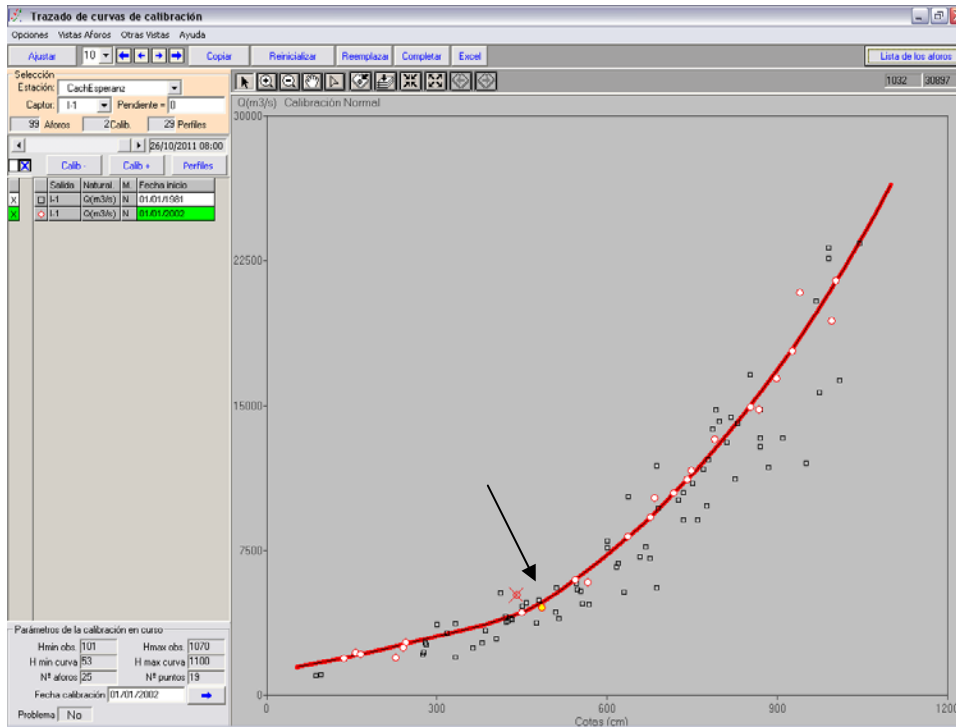 Trazado de curvas de calibración
Opciones Vistas Aforos Otras Vistas Ayuda
Ajustar 10 Copiar Reinicializar Reemplazar Completar Excel Lista de los aforos
Selección
Estación: CachEsperanz
Captor: I-1 Pendiente = 0
99 Aforos 2 Calib. 29 Perfiles
26/10/2011 08:00
Calib - Calib + Perfiles
Salida Natural M. Fecha inicio
X I-1 Q(m3/s) N 01/01/1981
X I-1 Q(m3/s) N 01/01/2002
1032 30897
Q(m3/s) Calibración Normal
30000
22500
15000
7500
0
0 300 600 900 1200
Cotas (cm)
Parámetros de la calibración en curso
Hmin obs. 101 Hmax obs. 1070
H min curva 53 H max curva 1100
Nº aforos 25 Nº puntos 19
Fecha calibración 01/01/2002
Problema No